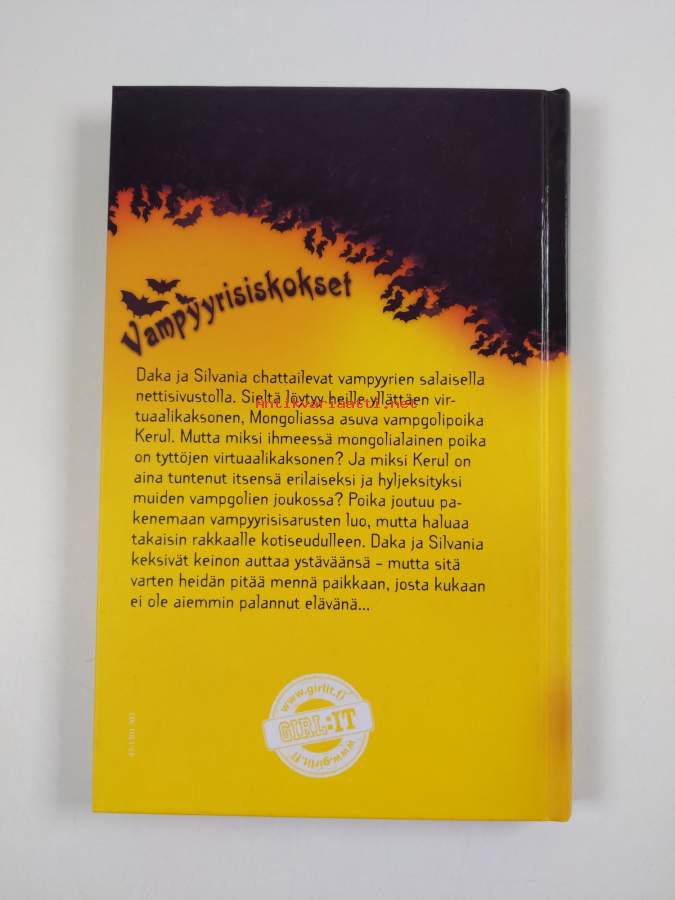 Vampyyrisiskokset
Daka ja Silvania chattailevat vampyyrien salaisella
nettisivustolla. Sieltä löytyy heille yllättäen vir-
Antikvariaatti.net
tuaalikaksonen, Mongoliassa asuva vampgolipoika
Kerul. Mutta miksi ihmeessä mongolialainen poika
on tyttöjen virtuaalikaksonen? Ja miksi Kerul on
aina tuntenut itsensä erilaiseksi ja hyljeksityksi
muiden vampgolien joukossa? Poika joutuu pa-
kenemaan vampyyrisisarusten luo, mutta haluaa
takaisin rakkaalle kotiseudulleen. Daka ja Silvania
keksivät keinon auttaa ystäväänsä – mutta sitä
varten heidän pitää mennä paikkaan, josta kukaan
ei ole aiemmin palannut elävänä...
www.girlit.fi
GIRL:IT
www.girlit.fi